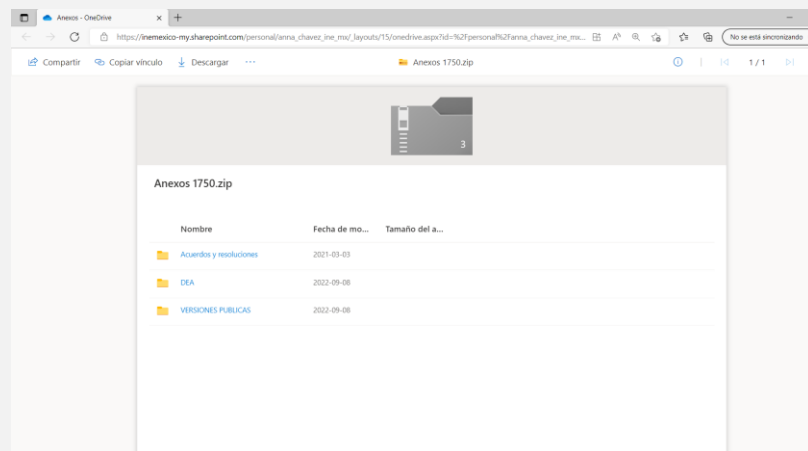 Anexos - OneDrive
https://inemexico-my.sharepoint.com/personal/anna_chavez_ine_mx/_layouts/15/onedrive.aspx?id=%2Fpersonal%2Fanna_chavez_ine_mx...
No se está sincronizando
Compartir Copiar vínculo Descargar ... Anexos 1750.zip 1 / 1
3
Anexos 1750.zip
Nombre Fecha de mo... Tamaño del a...
Acuerdos y resoluciones 2021-03-03
DEA 2022-09-08
VERSIONES PUBLICAS 2022-09-08